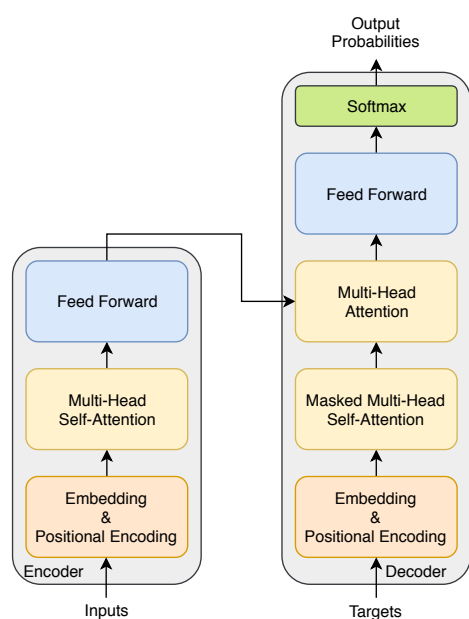 Output
Probabilities
Softmax
Feed Forward
Multi-Head
Attention
Masked Multi-Head
Self-Attention
Embedding
&
Positional Encoding
Decoder
Targets
Feed Forward
Multi-Head
Self-Attention
Embedding
&
Positional Encoding
Encoder
Inputs